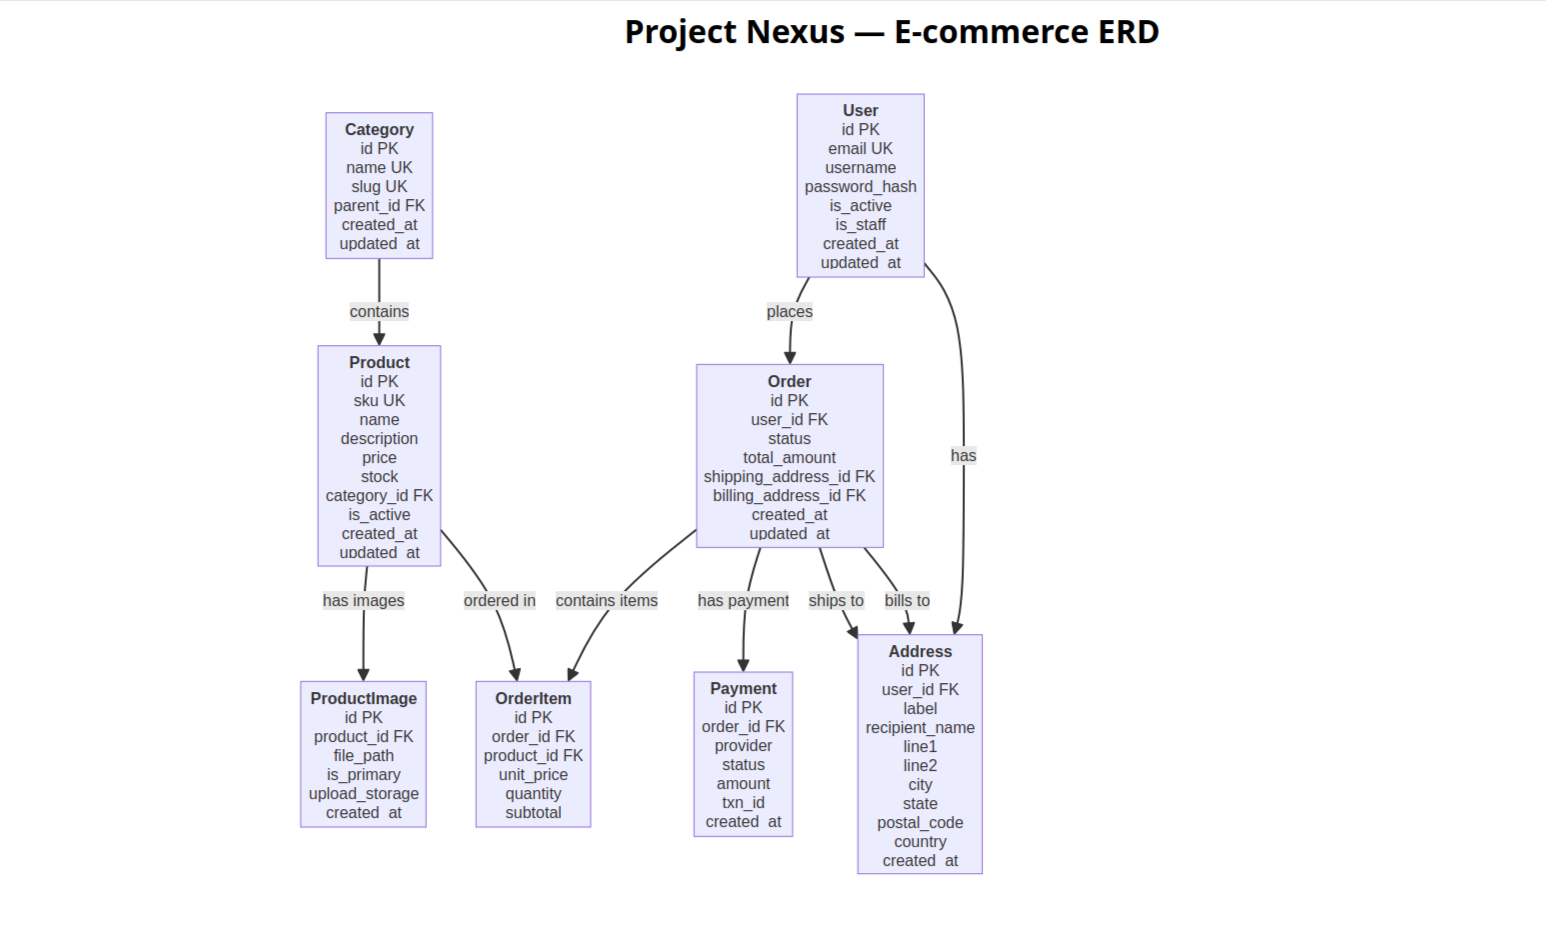 Project Nexus — E-commerce ERD
Category
id PK
name UK
slug UK
parent_id FK
created_at
updated_at
User
id PK
email UK
username
password_hash
is_active
is_staff
created_at
updated_at
contains
places
Product
id PK
sku UK
name
description
price
stock
category_id FK
is_active
created_at
updated_at
Order
id PK
user_id FK
status
total_amount
shipping_address_id FK
billing_address_id FK
created_at
updated_at
has
has images
ordered in
contains items
has payment
ships to
bills to
ProductImage
id PK
product_id FK
file_path
is_primary
upload_storage
created_at
OrderItem
id PK
order_id FK
product_id FK
unit_price
quantity
subtotal
Payment
id PK
order_id FK
provider
status
amount
txn_id
created_at
Address
id PK
user_id FK
label
recipient_name
line1
line2
city
state
postal_code
country
created_at